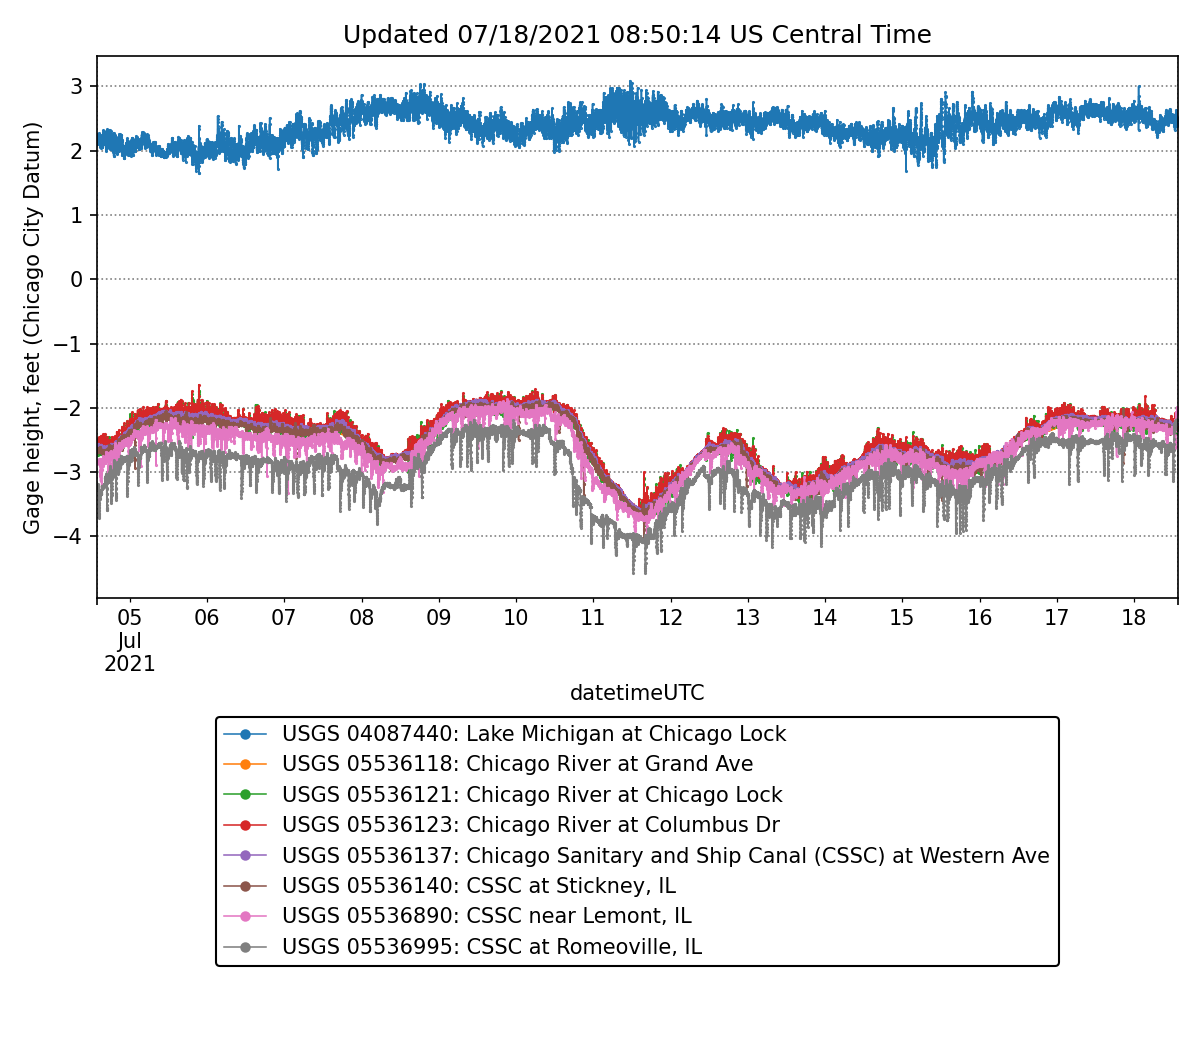 Updated 07/18/2021 08:50:14 US Central Time
Gage height, feet (Chicago City Datum)
3
2
1
0
−1
−2
−3
−4
05 06 07 08 09 10 11 12 13 14 15 16 17 18
Jul
2021
datetimeUTC
USGS 04087440: Lake Michigan at Chicago Lock
USGS 05536118: Chicago River at Grand Ave
USGS 05536121: Chicago River at Chicago Lock
USGS 05536123: Chicago River at Columbus Dr
USGS 05536137: Chicago Sanitary and Ship Canal (CSSC) at Western Ave
USGS 05536140: CSSC at Stickney, IL
USGS 05536890: CSSC near Lemont, IL
USGS 05536995: CSSC at Romeoville, IL